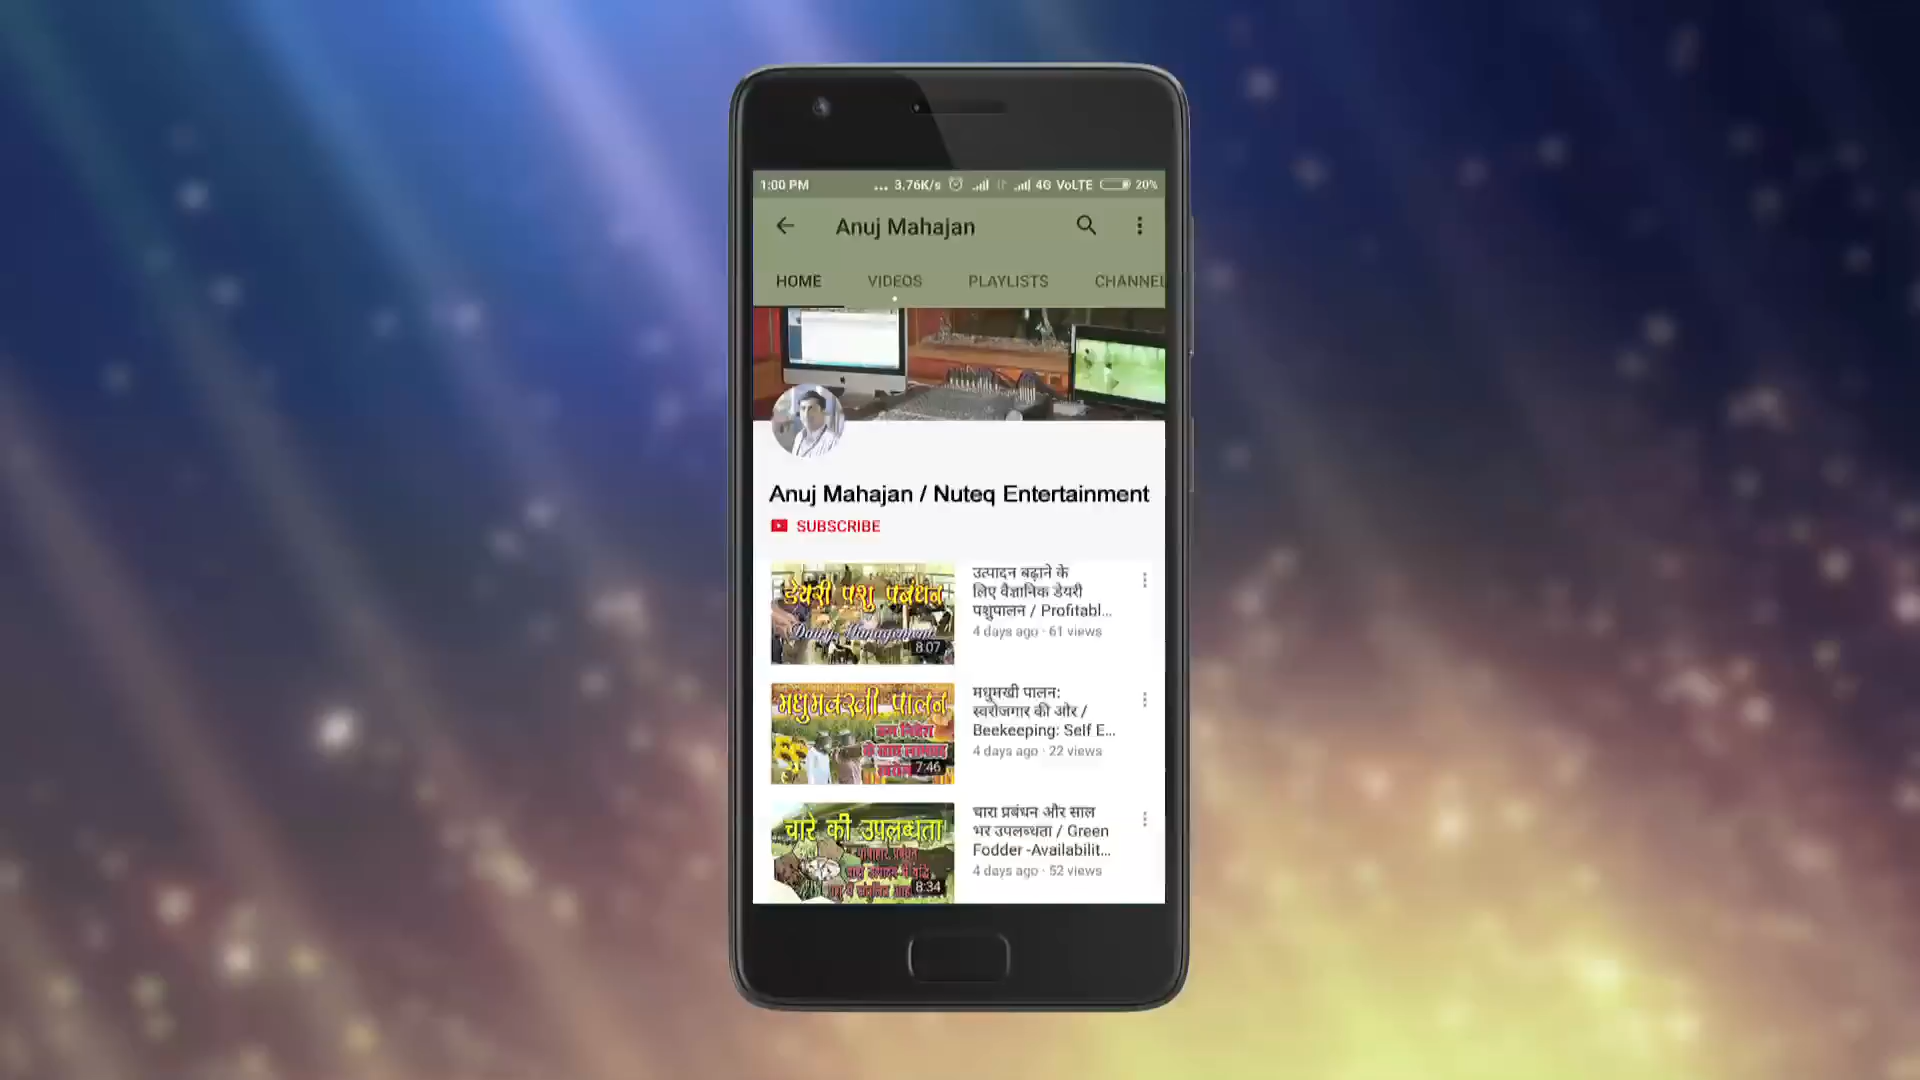 1:00 PM ... 3.76K/s 4G VoLTE 20%
Anuj Mahajan
HOME VIDEOS PLAYLISTS CHANNEL
Anuj Mahajan / Nuteq Entertainment
SUBSCRIBE
डेयरी पशु प्रबंधन
Dairy Management
8:07
उत्पादन बढ़ाने के
लिए वैज्ञानिक डेयरी
पशुपालन / Profitabl...
4 days ago · 61 views
मधुमक्खी पालन
कम निवेश
के साथ
7:46
मधुमखी पालन:
स्वरोजगार की ओर /
Beekeeping: Self E...
4 days ago · 22 views
चारे की उपलब्धता
8:34
चारा प्रबंधन और साल
भर उपलब्धता / Green
Fodder -Availabilit...
4 days ago · 52 views